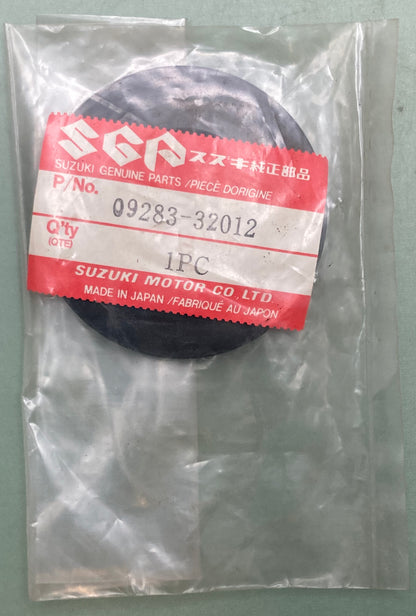 SGP スズキ純正部品
SUZUKI GENUINE PARTS /PIÈCE DORIGINE
P/No.
09283-32012
Q'ty
(QTE)
1PC
SUZUKI MOTOR CO.,LTD.
MADE IN JAPAN /FABRIQUÉ AU JAPON